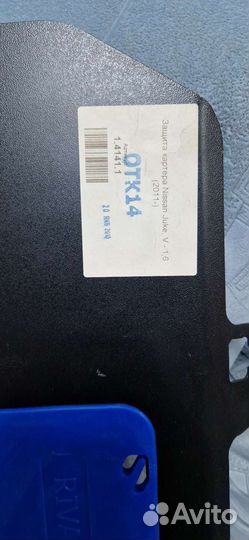 Защита картера Nissan Juke, V - 1,6
(2011-)
ОТК14
1.4141.1
Avito